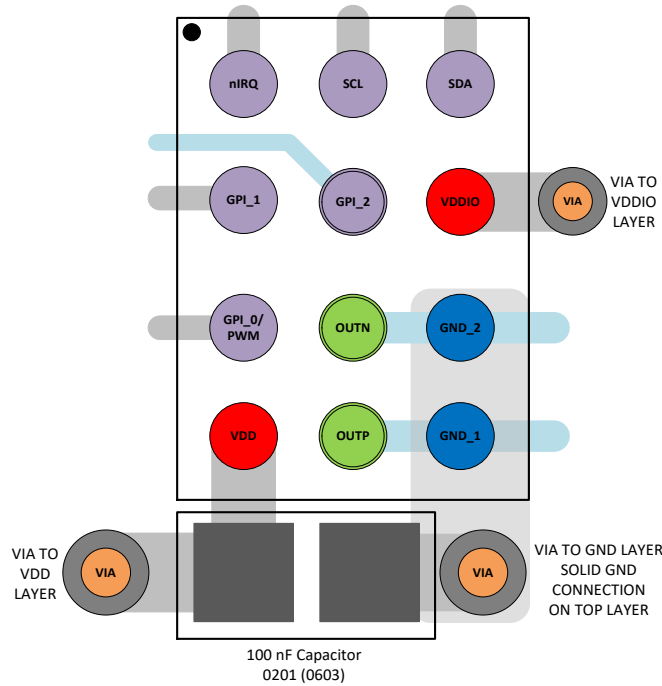 nIRQ
SCL
SDA
GPI_1
GPI_2
VDDIO
VIA
VIA TO
VDDIO
LAYER
GPI_0/
PWM
OUTN
GND_2
VDD
OUTP
GND_1
VIA TO
VDD
LAYER
VIA
VIA
VIA TO GND LAYER
SOLID GND
CONNECTION
ON TOP LAYER
100 nF Capacitor
0201 (0603)